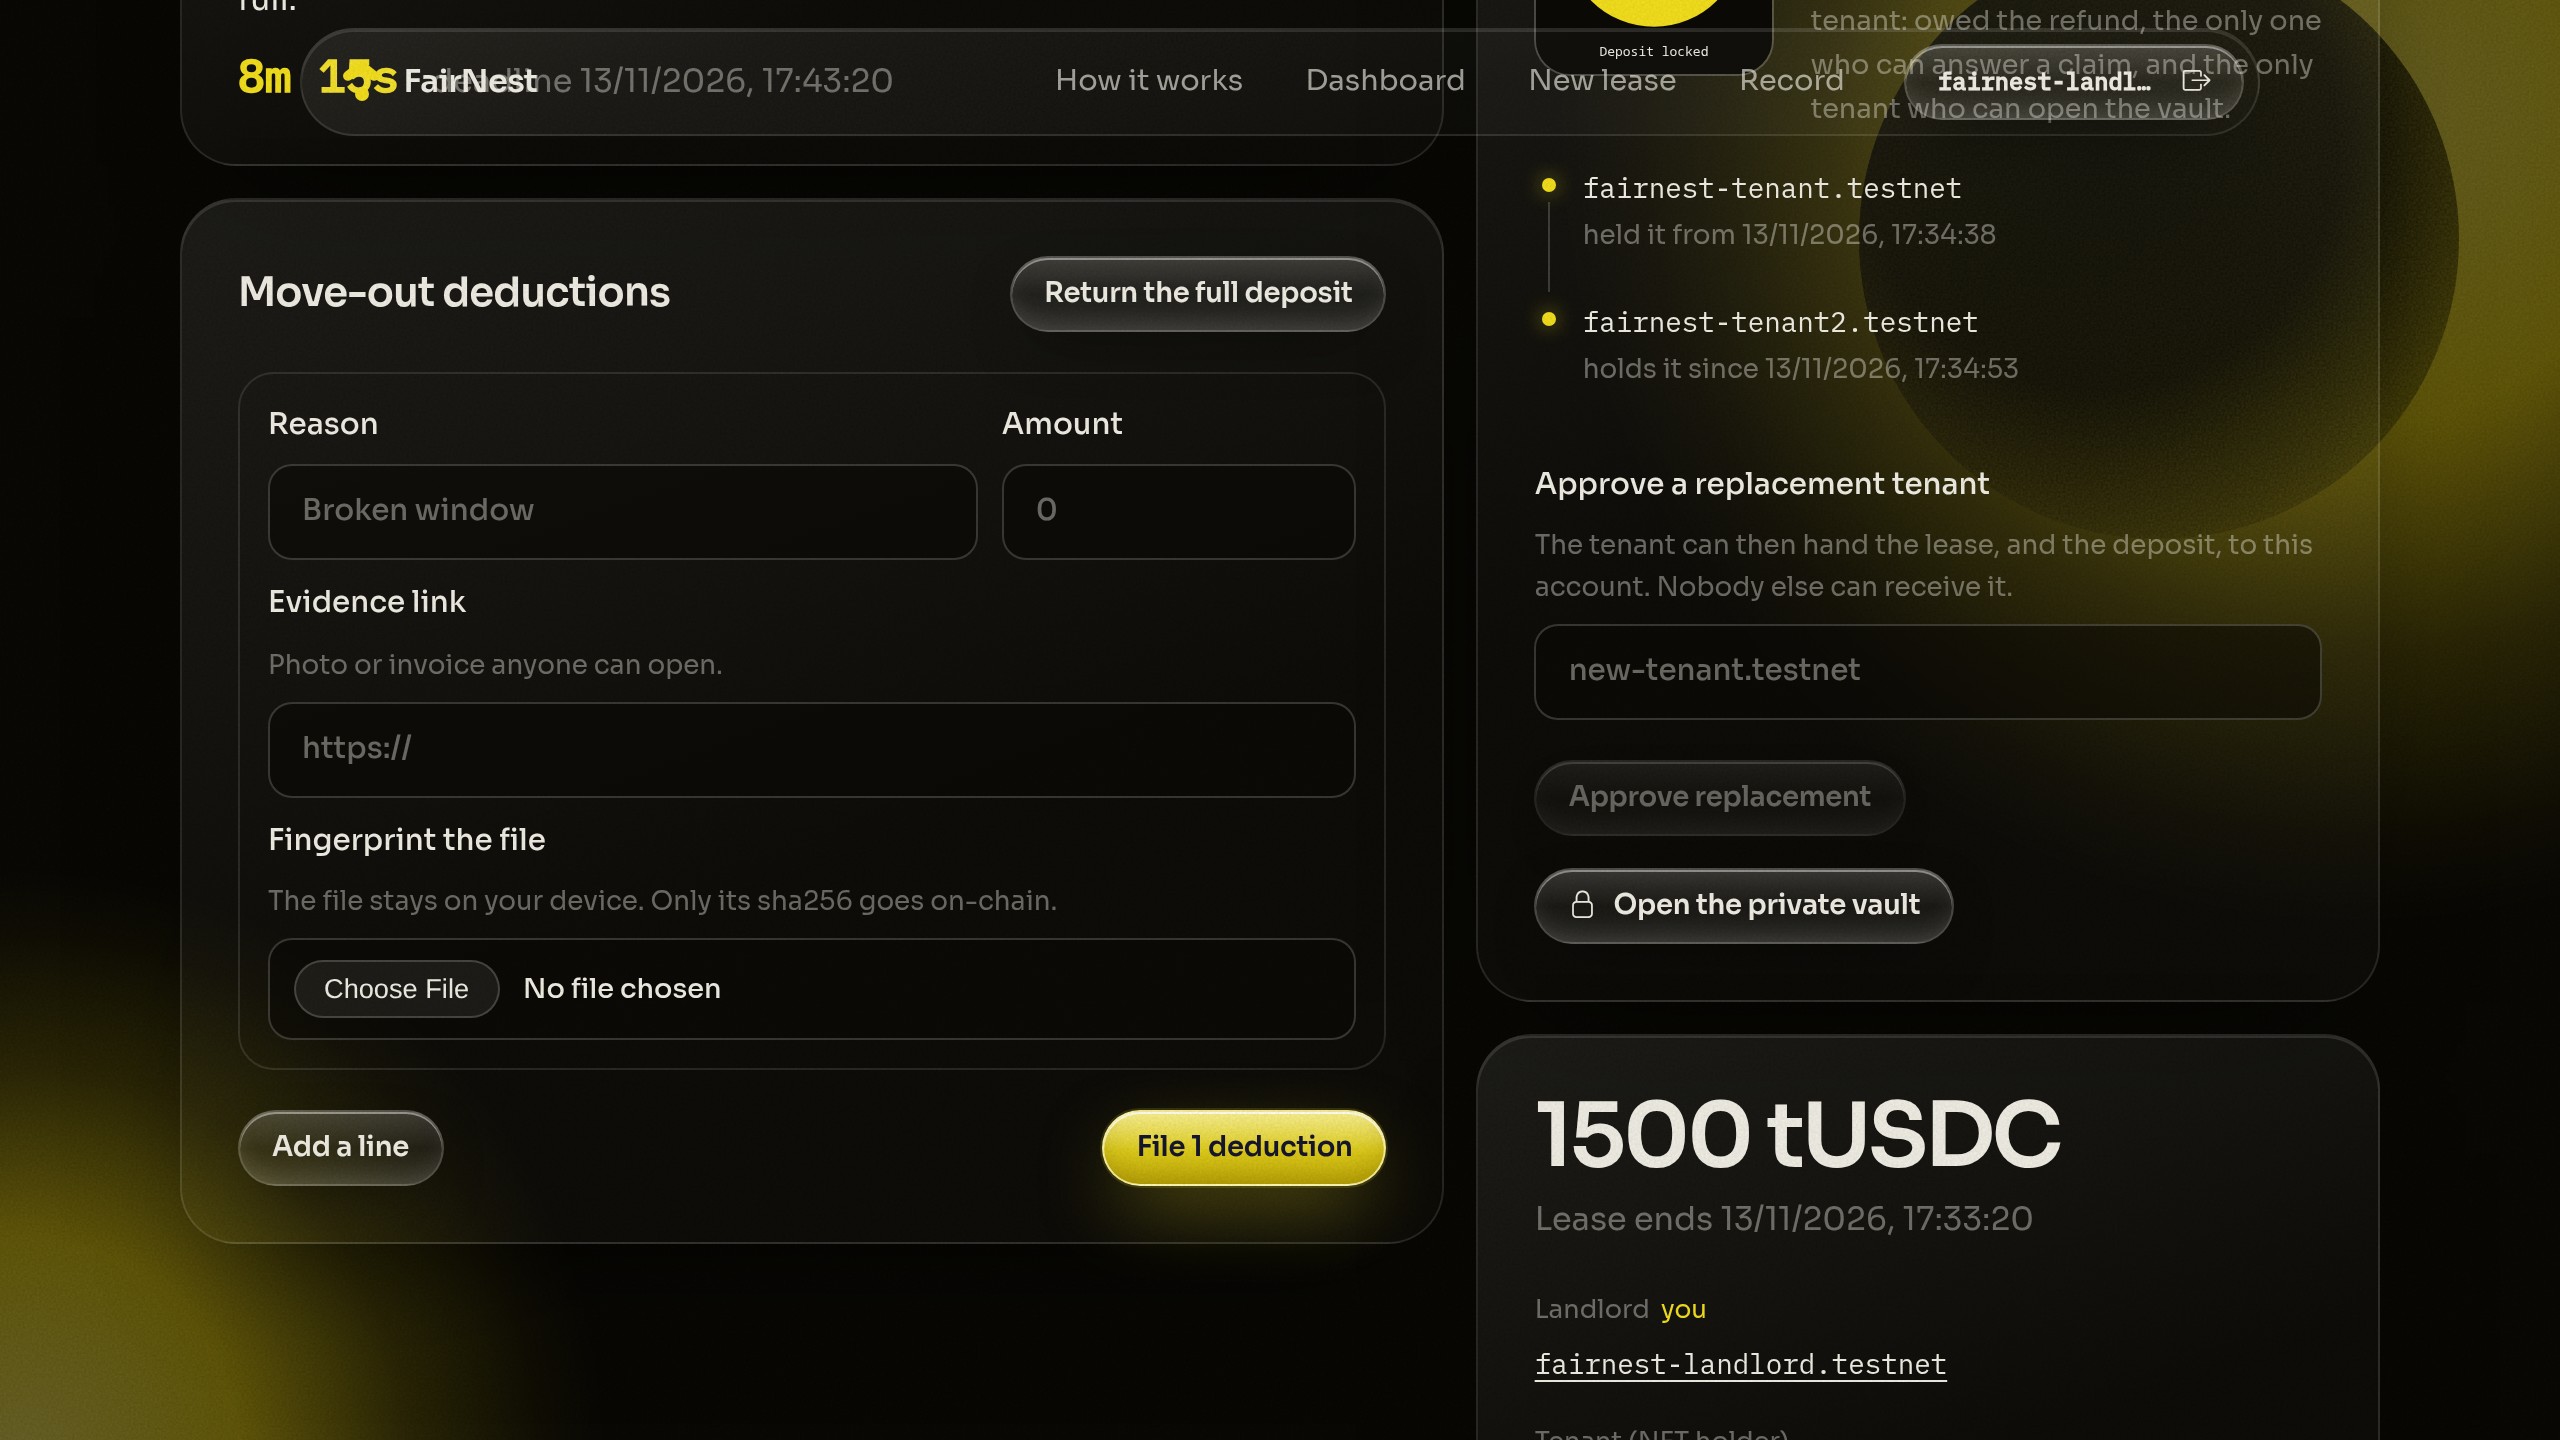 full.
8m 15s deadline 13/11/2026, 17:43:20
FairNest
How it works
Dashboard
New lease
Record
fairnest-landl…
Move-out deductions
Return the full deposit
Reason
Amount
Broken window
0
Evidence link
Photo or invoice anyone can open.
https://
Fingerprint the file
The file stays on your device. Only its sha256 goes on-chain.
Choose File
No file chosen
Add a line
File 1 deduction
Deposit locked
tenant: owed the refund, the only one
who can answer a claim, and the only
tenant who can open the vault.
fairnest-tenant.testnet
held it from 13/11/2026, 17:34:38
fairnest-tenant2.testnet
holds it since 13/11/2026, 17:34:53
Approve a replacement tenant
The tenant can then hand the lease, and the deposit, to this
account. Nobody else can receive it.
new-tenant.testnet
Approve replacement
Open the private vault
1500 tUSDC
Lease ends 13/11/2026, 17:33:20
Landlord you
fairnest-landlord.testnet
Tenant (NFT holder)